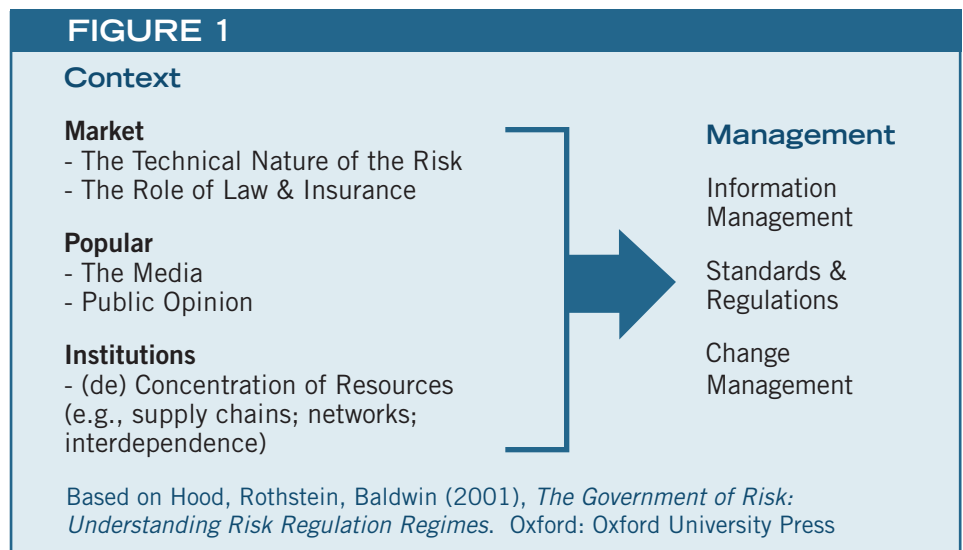 FIGURE 1
Context
Market
- The Technical Nature of the Risk
- The Role of Law & Insurance
Popular
- The Media
- Public Opinion
Institutions
- (de) Concentration of Resources
(e.g., supply chains; networks;
interdependence)
Management
Information
Management
Standards &
Regulations
Change
Management
Based on Hood, Rothstein, Baldwin (2001), The Government of Risk:
Understanding Risk Regulation Regimes. Oxford: Oxford University Press